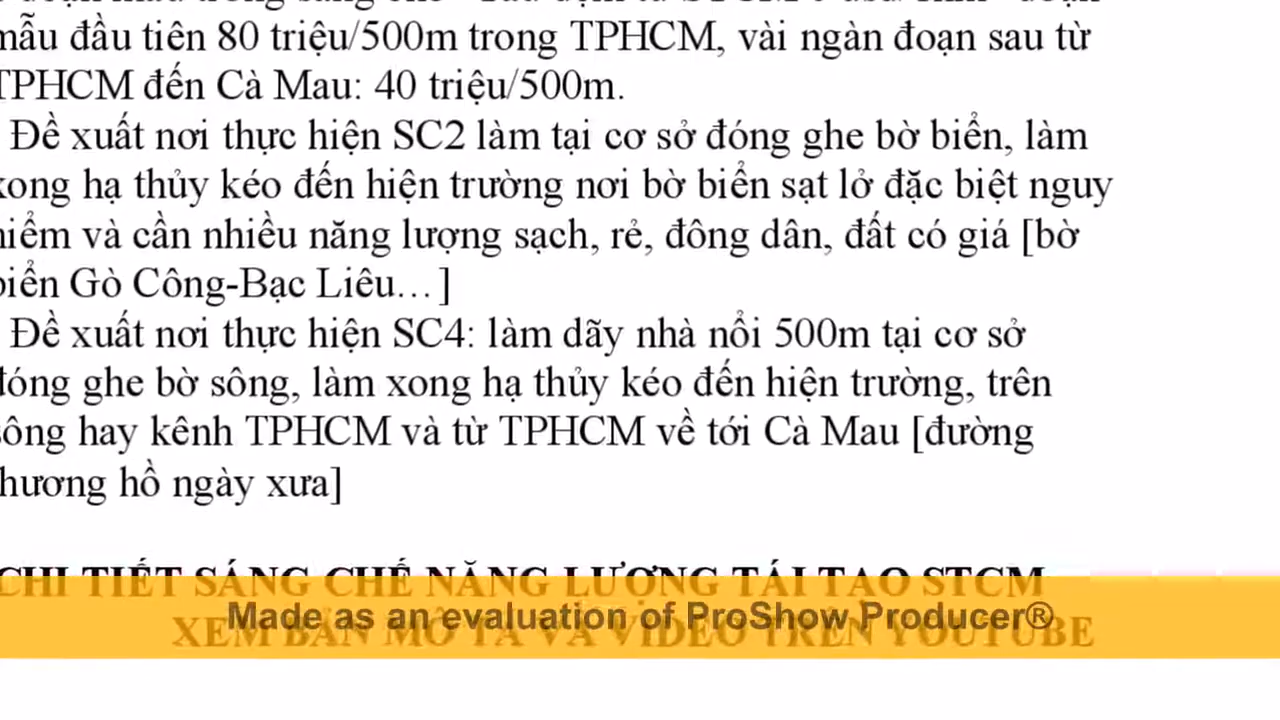 mẫu đầu tiên 80 triệu/500m trong TPHCM, vài ngàn đoạn sau từ
TPHCM đến Cà Mau: 40 triệu/500m.
Đề xuất nơi thực hiện SC2 làm tại cơ sở đóng ghe bờ biển, làm
xong hạ thủy kéo đến hiện trường nơi bờ biển sạt lở đặc biệt nguy
hiểm và cần nhiều năng lượng sạch, rẻ, đông dân, đất có giá [bờ
biển Gò Công-Bạc Liêu…]
Đề xuất nơi thực hiện SC4: làm dãy nhà nổi 500m tại cơ sở
đóng ghe bờ sông, làm xong hạ thủy kéo đến hiện trường, trên
sông hay kênh TPHCM và từ TPHCM về tới Cà Mau [đường
thương hồ ngày xưa]
CHI TIẾT SÁNG CHẾ NĂNG LƯỢNG TÁI TẠO STCM
Made as an evaluation of ProShow Producer®
XEM BẢN MÔ TẢ VÀ VIDEO TRÊN YOUTUBE